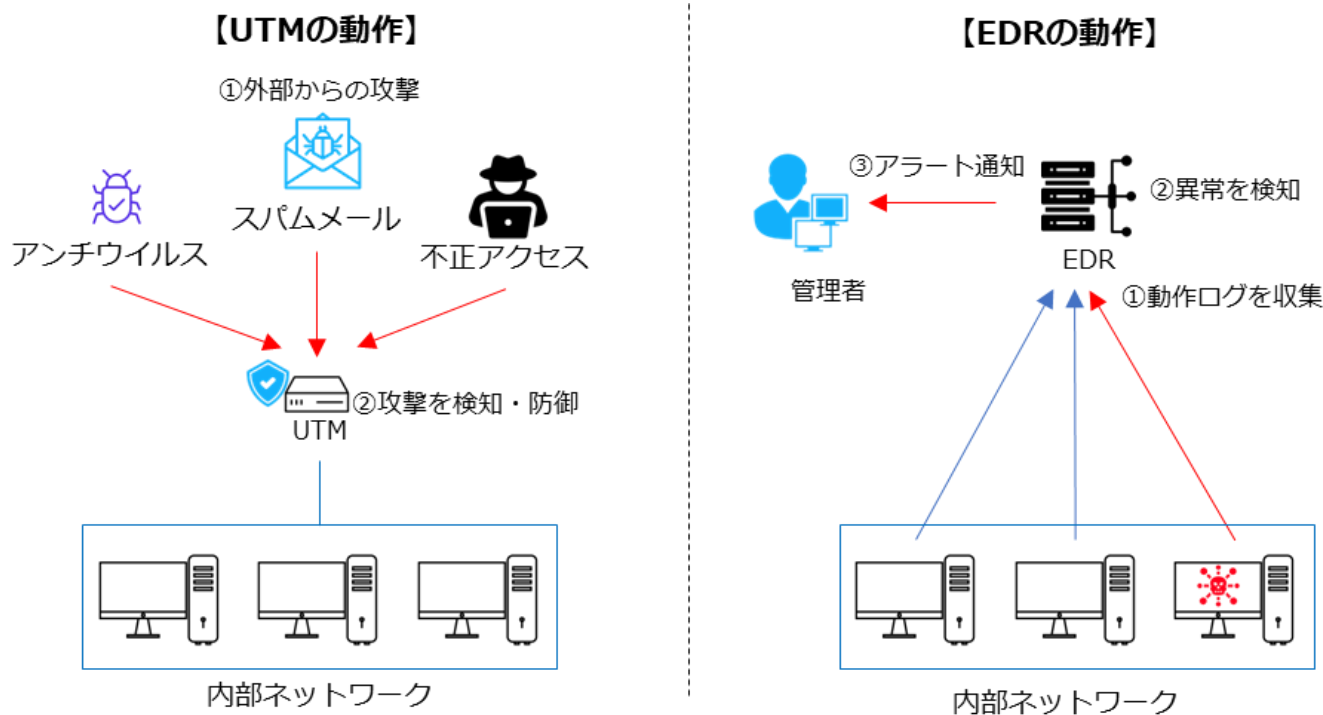 【UTMの動作】
①外部からの攻撃
アンチウイルス
スパムメール
不正アクセス
②攻撃を検知・防御
UTM
内部ネットワーク
【EDRの動作】
③アラート通知
②異常を検知
管理者
EDR
①動作ログを収集
内部ネットワーク